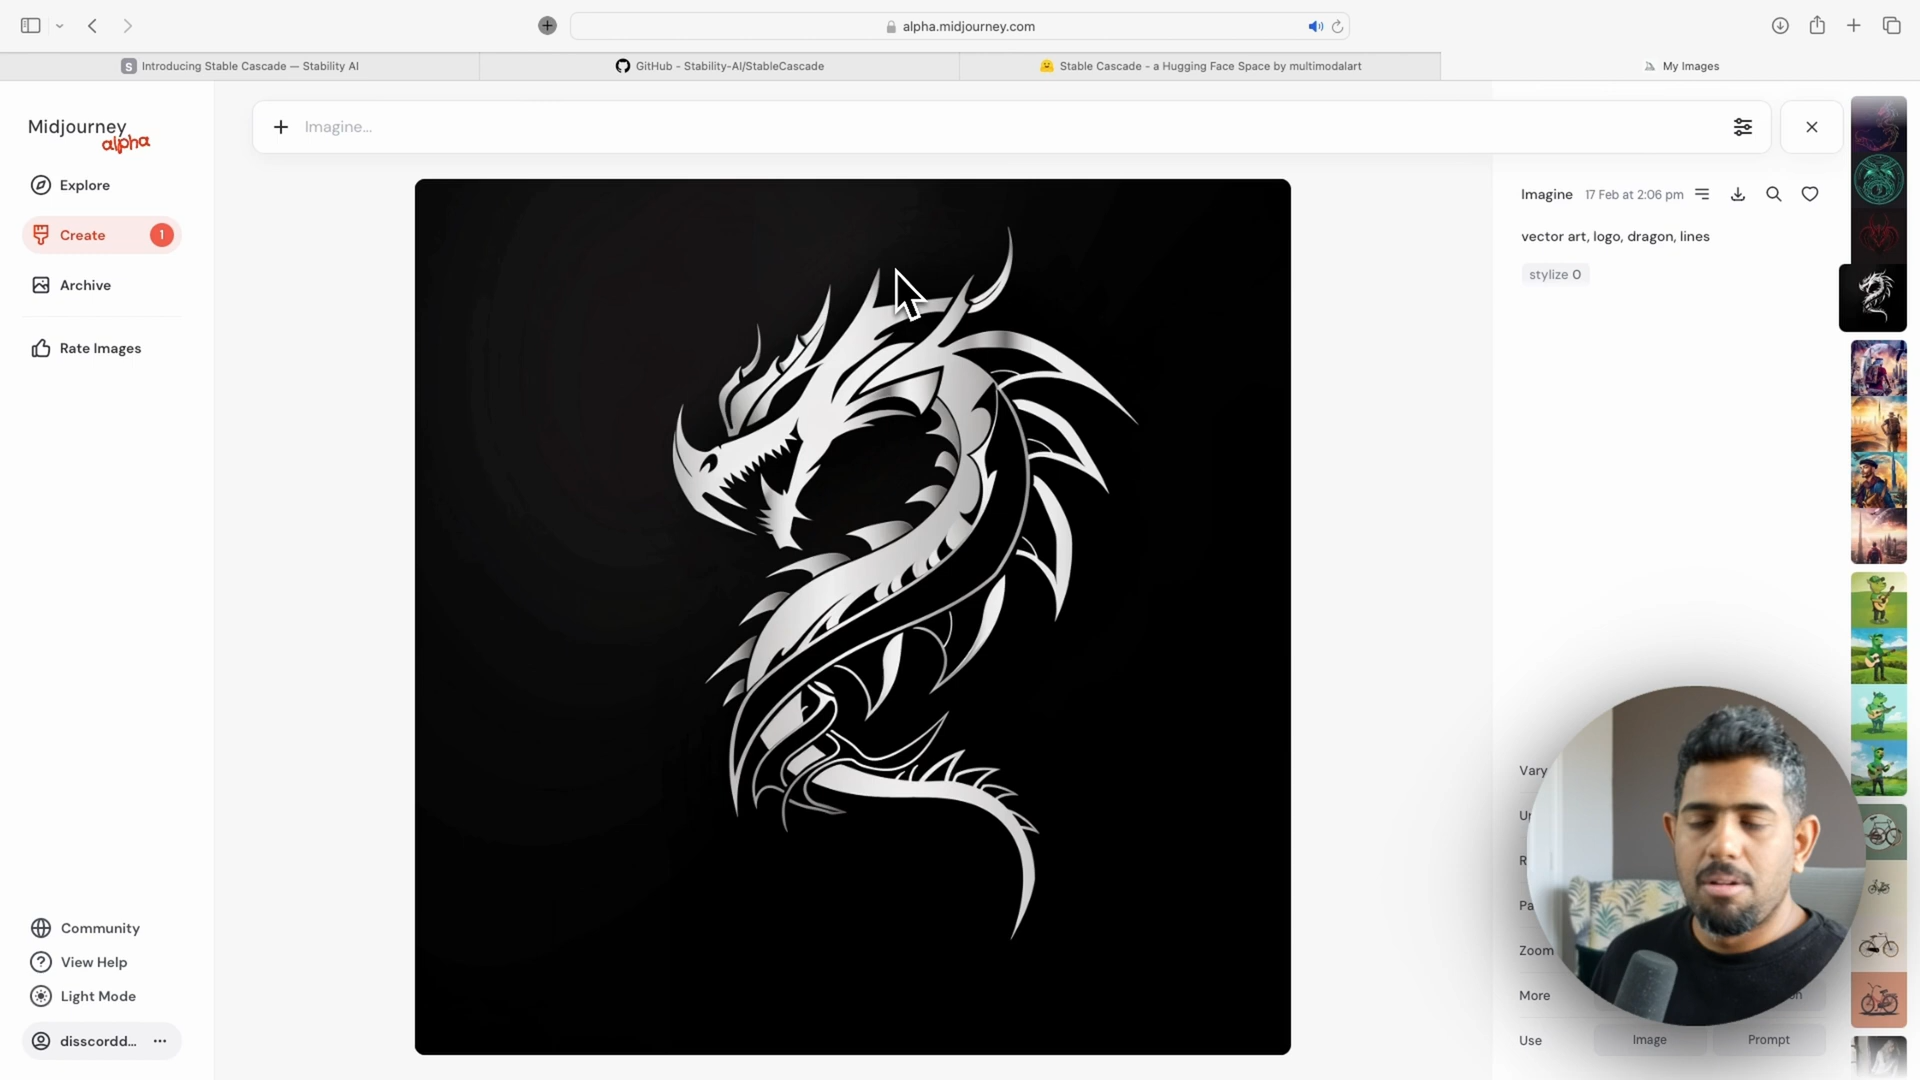 alpha.midjourney.com
S Introducing Stable Cascade — Stability AI
GitHub - Stability-AI/StableCascade
Stable Cascade - a Hugging Face Space by multimodalart
My Images
Midjourney
alpha
Imagine...
Explore
Create 1
Archive
Rate Images
Imagine 17 Feb at 2:06 pm
vector art, logo, dragon, lines
stylize 0
Vary
Zoom
More
Use Image Prompt
Community
View Help
Light Mode
disscordd...